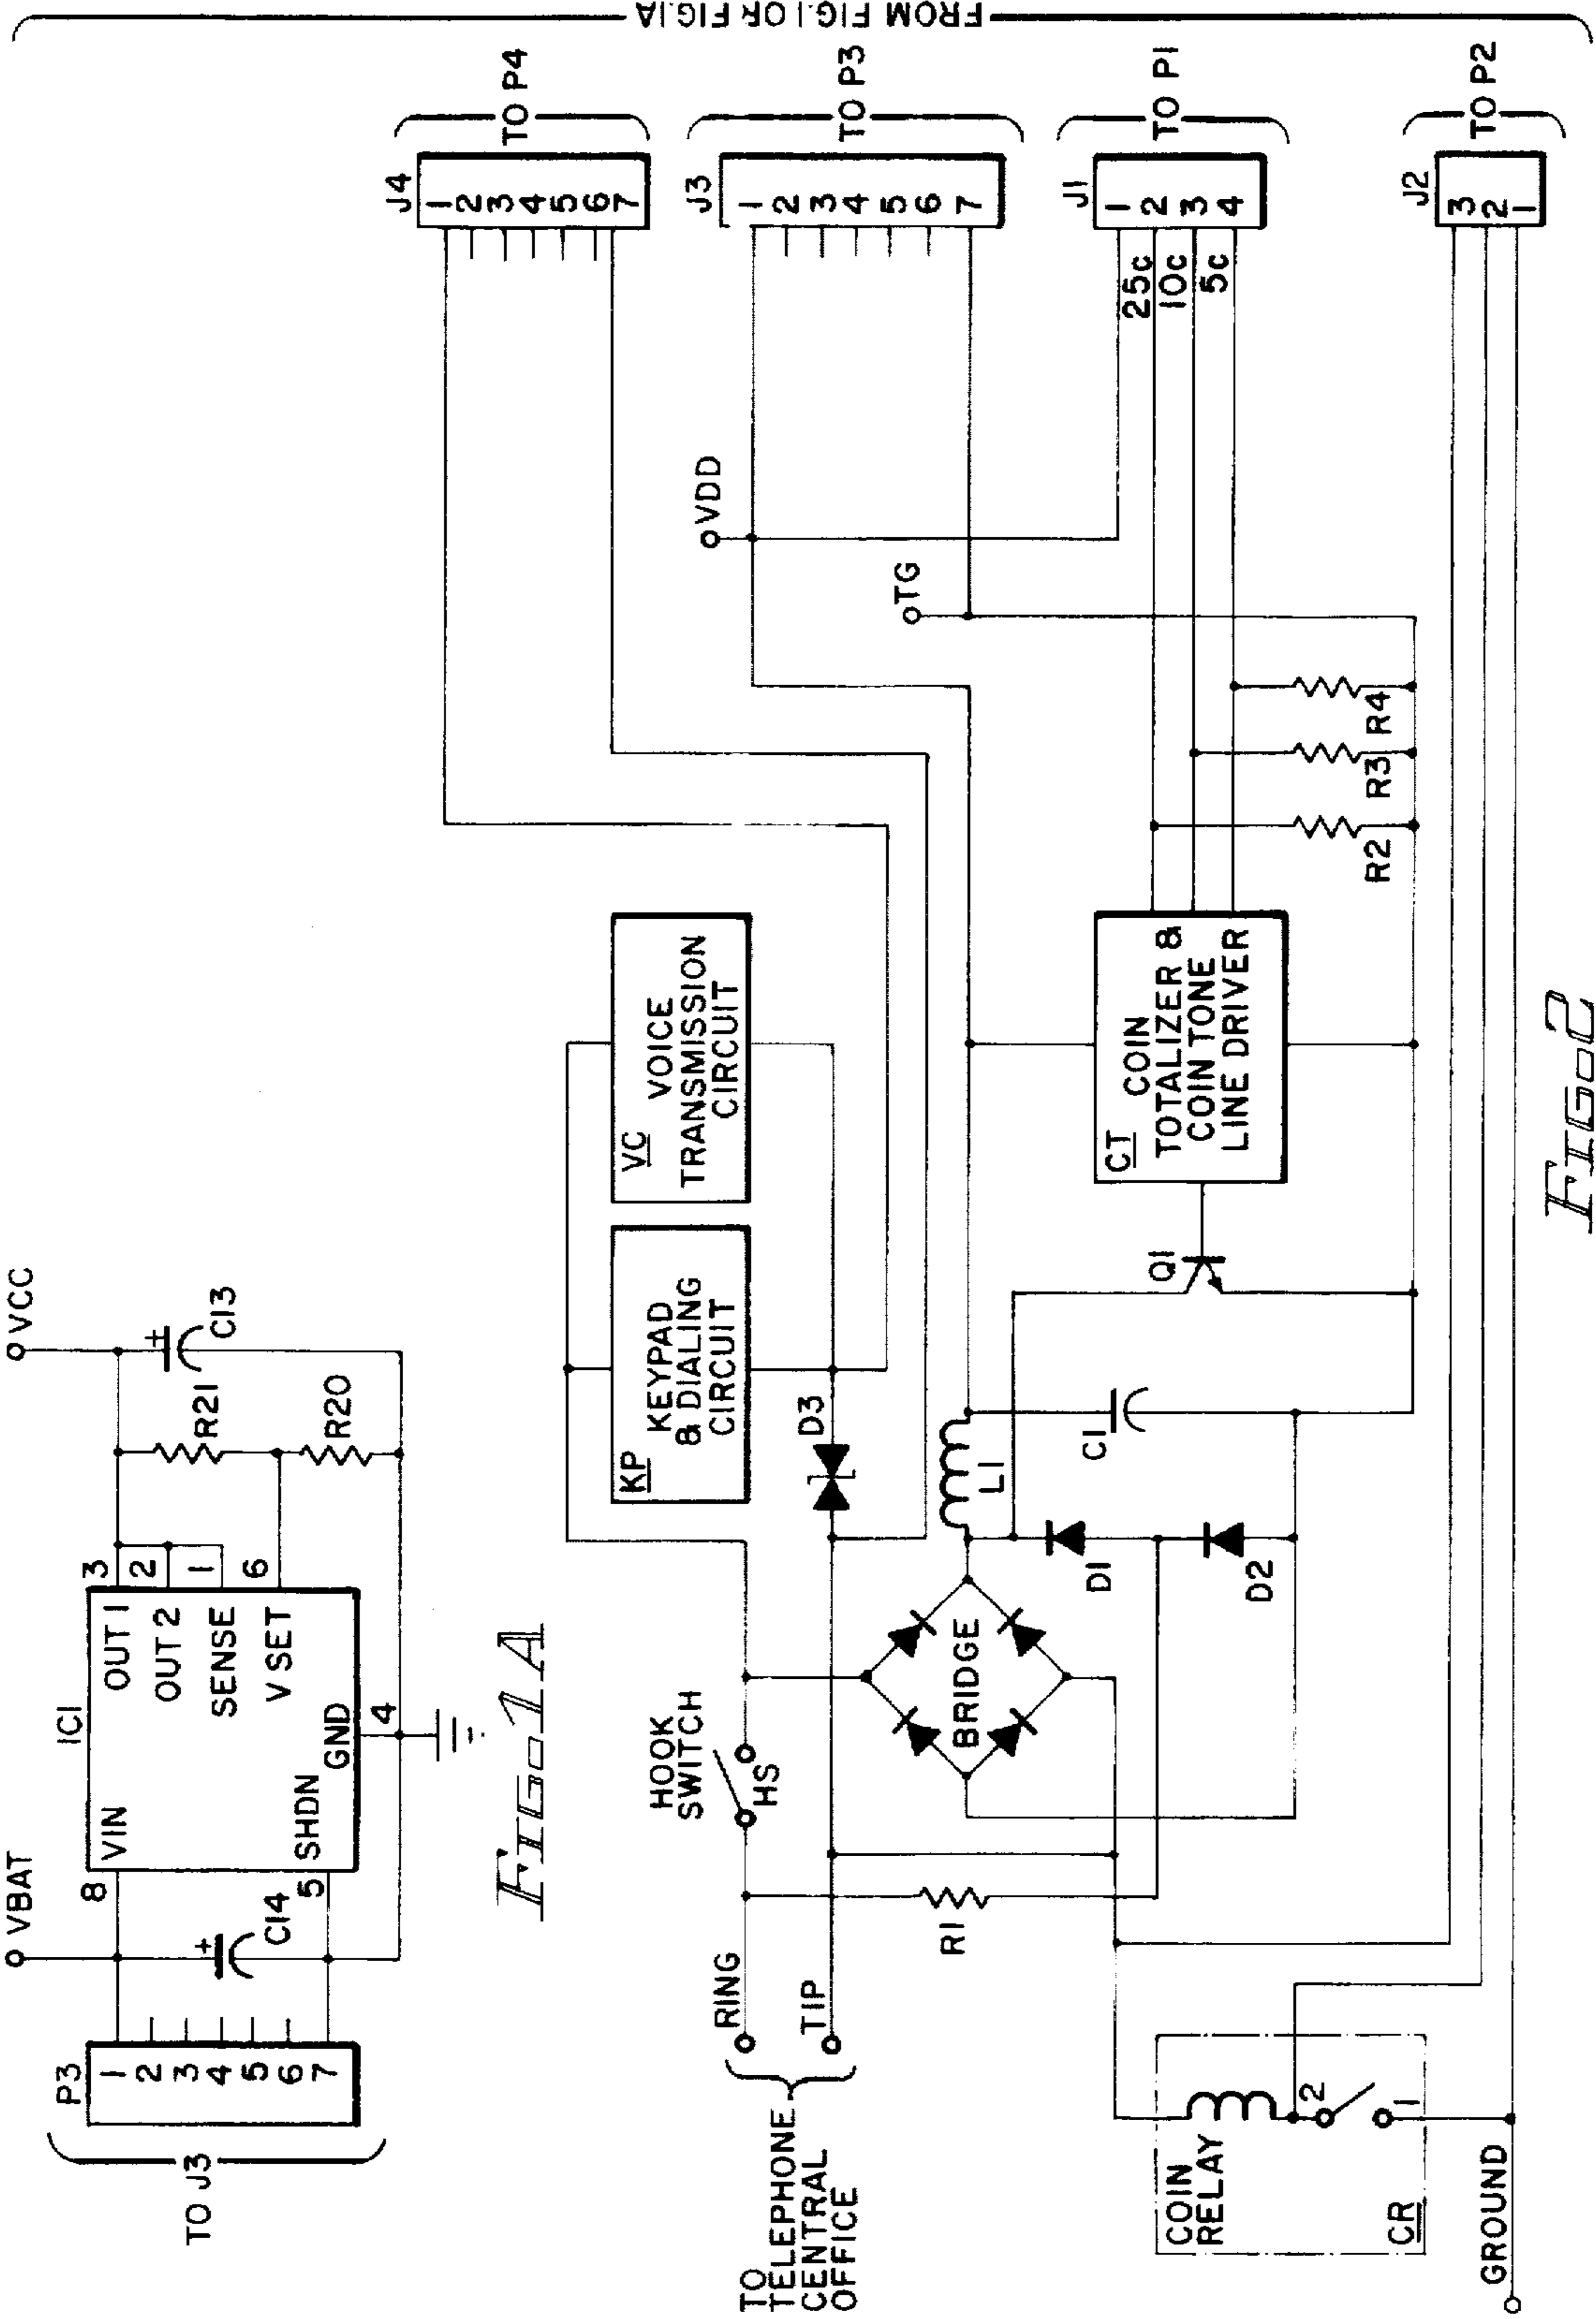 VBAT
VCC
TO J3
P3
1
2
3
4
5
6
7
8
VIN
IC1
OUT 1
3
OUT 2
2
SENSE
1
V SET
6
SHDN
5
GND
4
C14
+
R21
R20
C13
+
FIG. 1A
FROM FIG. 1 OR FIG. 1A
TO TELEPHONE
CENTRAL
OFFICE
RING
TIP
HOOK
SWITCH
HS
KP
KEYPAD
& DIALING
CIRCUIT
VC
VOICE
TRANSMISSION
CIRCUIT
D3
R1
BRIDGE
L1
D1
D2
C1
Q1
CT
COIN
TOTALIZER &
COIN TONE
LINE DRIVER
R2
R3
R4
TG
VDD
J4
1
2
3
4
5
6
7
TO P4
J3
1
2
3
4
5
6
7
TO P3
J1
1
2
3
4
25c
10c
5c
TO P1
J2
3
2
1
TO P2
COIN
RELAY
CR
2
1
GROUND
FIG. 2